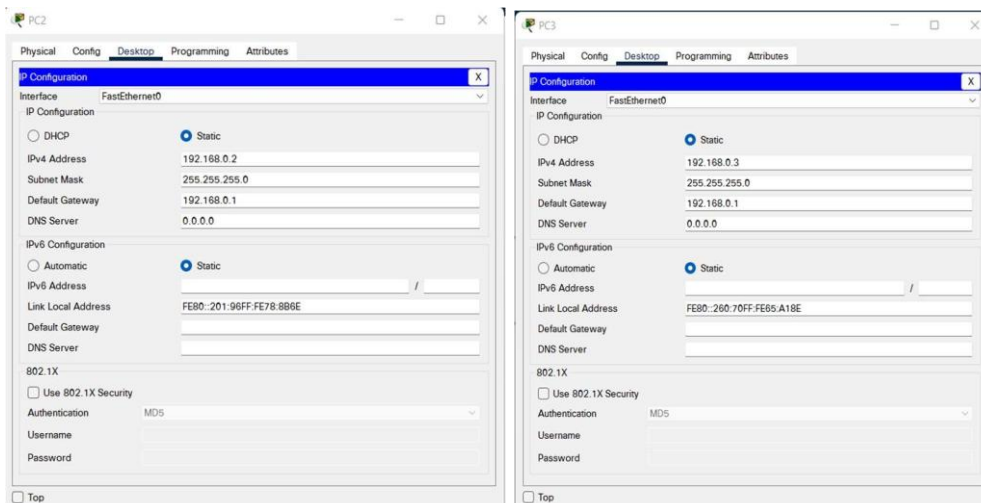 PC2
Physical Config Desktop Programming Attributes
IP Configuration X
Interface FastEthernet0
IP Configuration
DHCP Static
IPv4 Address 192.168.0.2
Subnet Mask 255.255.255.0
Default Gateway 192.168.0.1
DNS Server 0.0.0.0
IPv6 Configuration
Automatic Static
IPv6 Address /
Link Local Address FE80::201:96FF:FE78:8B6E
Default Gateway
DNS Server
802.1X
Use 802.1X Security
Authentication MD5
Username
Password
Top
PC3
Physical Config Desktop Programming Attributes
IP Configuration X
Interface FastEthernet0
IP Configuration
DHCP Static
IPv4 Address 192.168.0.3
Subnet Mask 255.255.255.0
Default Gateway 192.168.0.1
DNS Server 0.0.0.0
IPv6 Configuration
Automatic Static
IPv6 Address /
Link Local Address FE80::260:70FF:FE65:A18E
Default Gateway
DNS Server
802.1X
Use 802.1X Security
Authentication MD5
Username
Password
Top